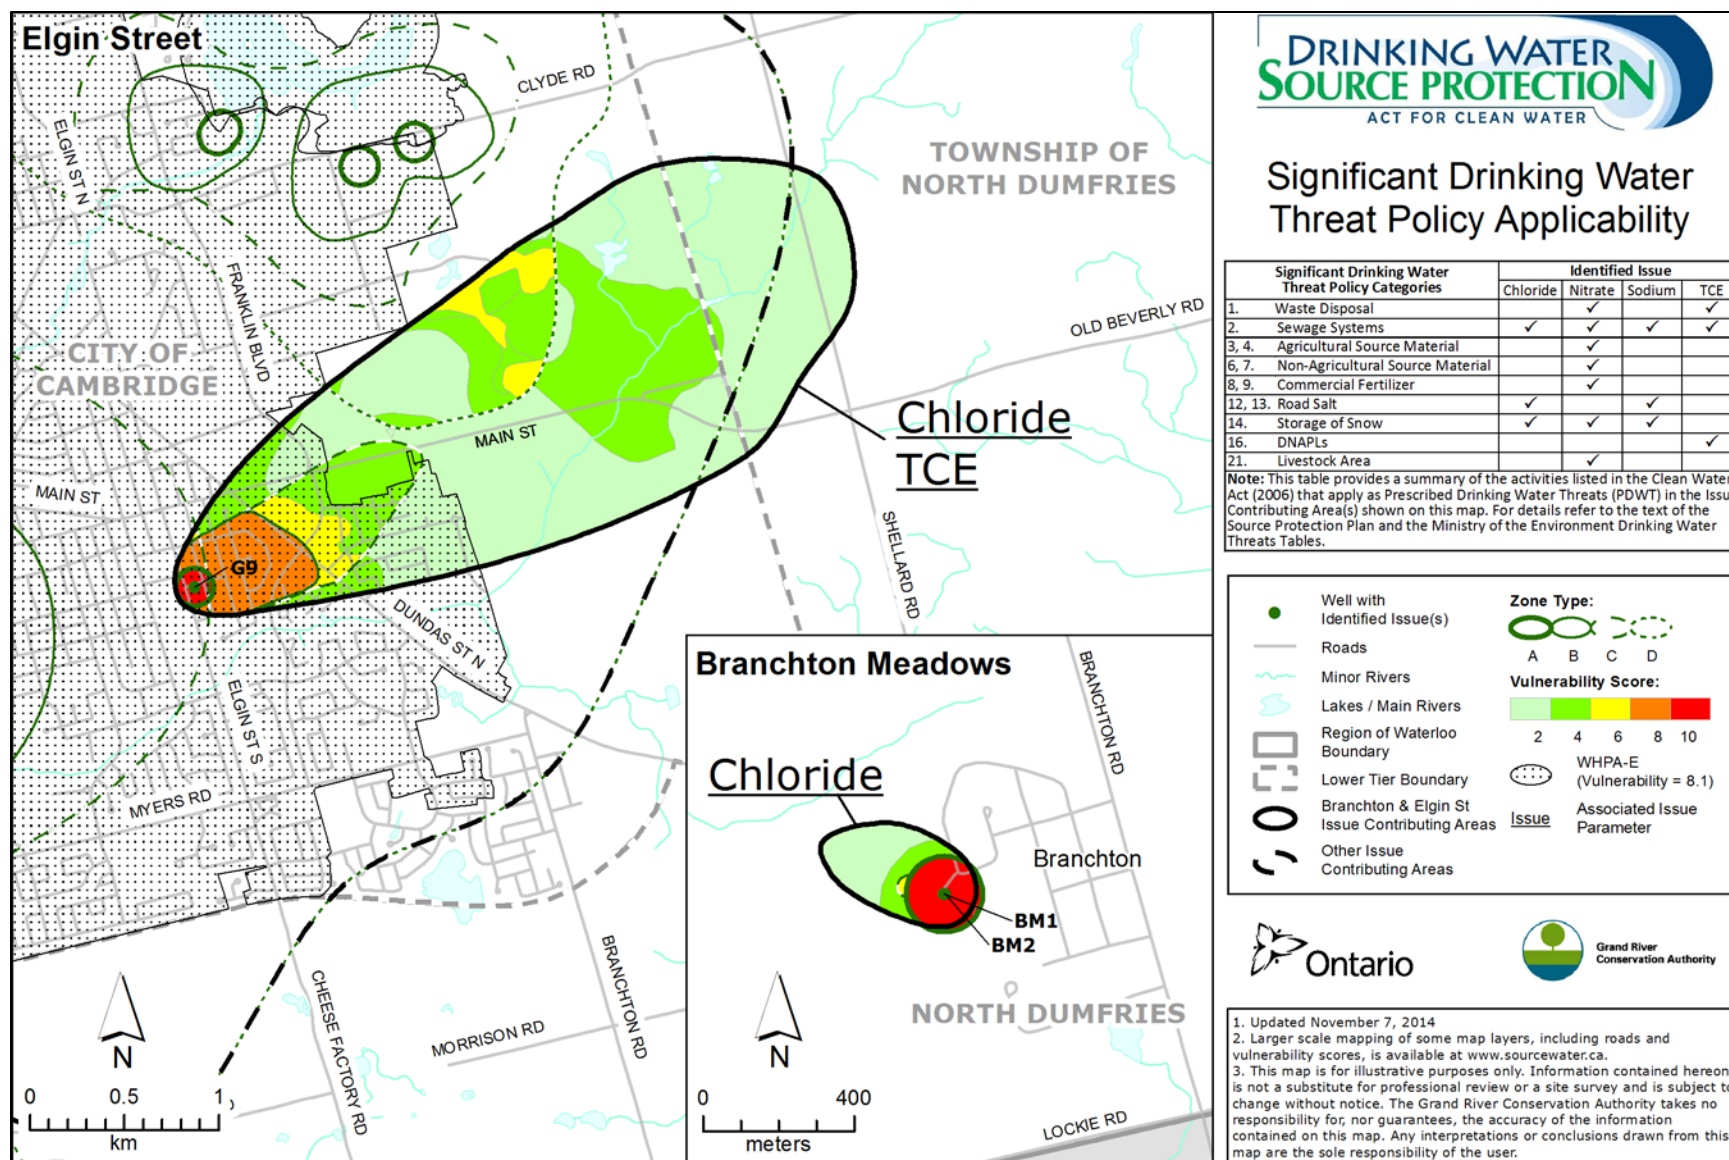 Elgin Street
CLYDE RD
ELGIN ST N
TOWNSHIP OF
NORTH DUMFRIES
FRANKLIN BLVD
CITY OF
CAMBRIDGE
OLD BEVERLY RD
Chloride
TCE
MAIN ST
MAIN ST
SHELLARD RD
G9
DUNDAS ST N
ELGIN ST S
MYERS RD
CHEESE FACTORY RD
BRANCHTON RD
MORRISON RD
N
0 0.5 1
km
Branchton Meadows
BRANCHTON RD
Chloride
Branchton
BM1
BM2
NORTH DUMFRIES
N
0 400
meters
LOCKIE RD
DRINKING WATER
SOURCE PROTECTION
ACT FOR CLEAN WATER
Significant Drinking Water
Threat Policy Applicability
Significant Drinking Water
Threat Policy Categories
Identified Issue
Chloride Nitrate Sodium TCE
1. Waste Disposal ✓ ✓
2. Sewage Systems ✓ ✓ ✓ ✓
3, 4. Agricultural Source Material ✓
6, 7. Non-Agricultural Source Material ✓
8, 9. Commercial Fertilizer ✓
12, 13. Road Salt ✓ ✓
14. Storage of Snow ✓ ✓ ✓
16. DNAPLs ✓
21. Livestock Area ✓
Note: This table provides a summary of the activities listed in the Clean Water
Act (2006) that apply as Prescribed Drinking Water Threats (PDWT) in the Issu
Contributing Area(s) shown on this map. For details refer to the text of the
Source Protection Plan and the Ministry of the Environment Drinking Water
Threats Tables.
Well with
Identified Issue(s)
Roads
Minor Rivers
Lakes / Main Rivers
Region of Waterloo
Boundary
Lower Tier Boundary
Branchton & Elgin St
Issue Contributing Areas
Other Issue
Contributing Areas
Zone Type:
A B C D
Vulnerability Score:
2 4 6 8 10
WHPA-E
(Vulnerability = 8.1)
Issue
Associated Issue
Parameter
Ontario
Grand River
Conservation Authority
1. Updated November 7, 2014
2. Larger scale mapping of some map layers, including roads and
vulnerability scores, is available at www.sourcewater.ca.
3. This map is for illustrative purposes only. Information contained hereon
is not a substitute for professional review or a site survey and is subject to
change without notice. The Grand River Conservation Authority takes no
responsibility for, nor guarantees, the accuracy of the information
contained on this map. Any interpretations or conclusions drawn from this
map are the sole responsibility of the user.